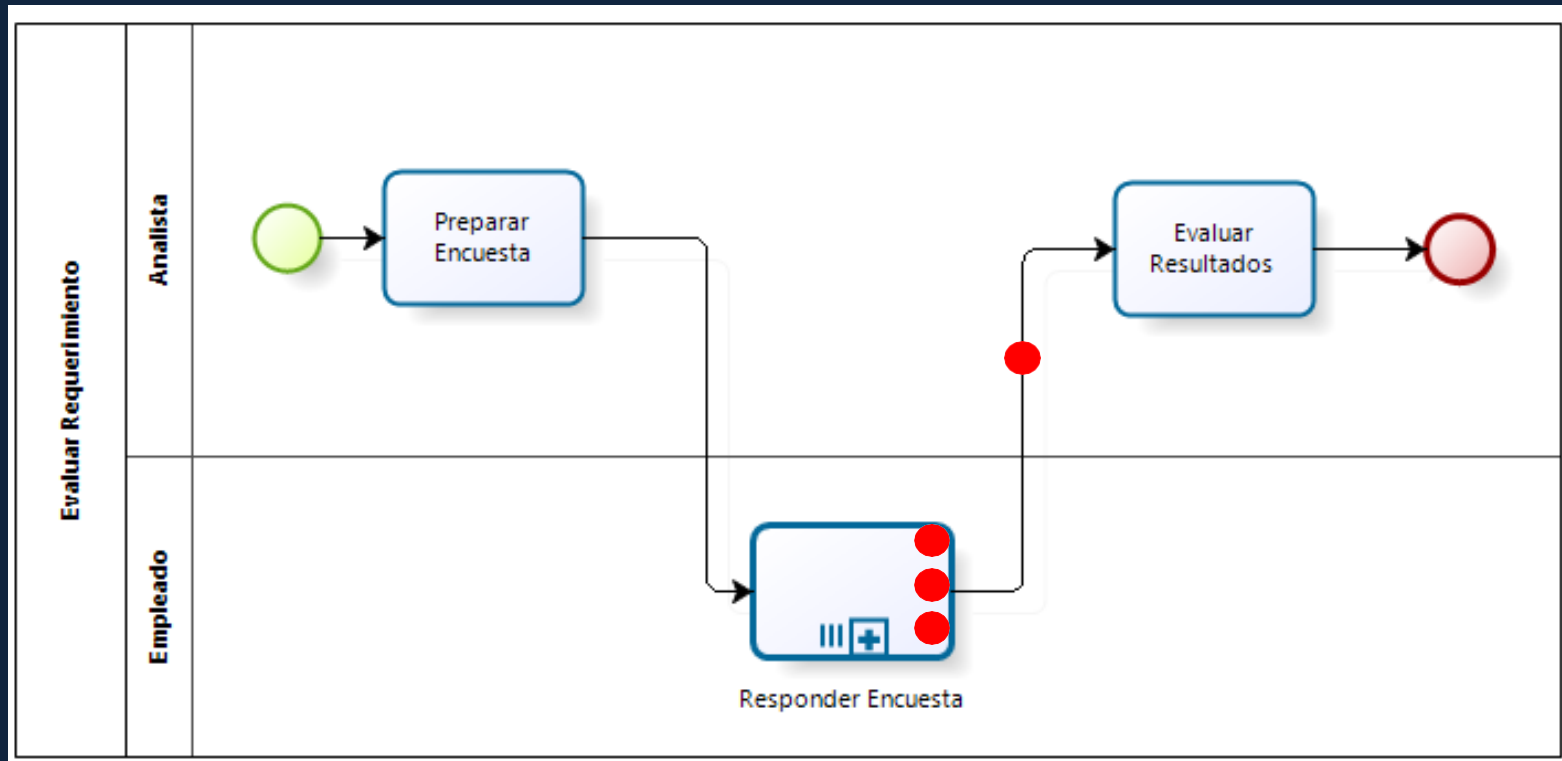 Evaluar Requerimiento
Analista
Preparar
Encuesta
Evaluar
Resultados
Empleado
Responder Encuesta